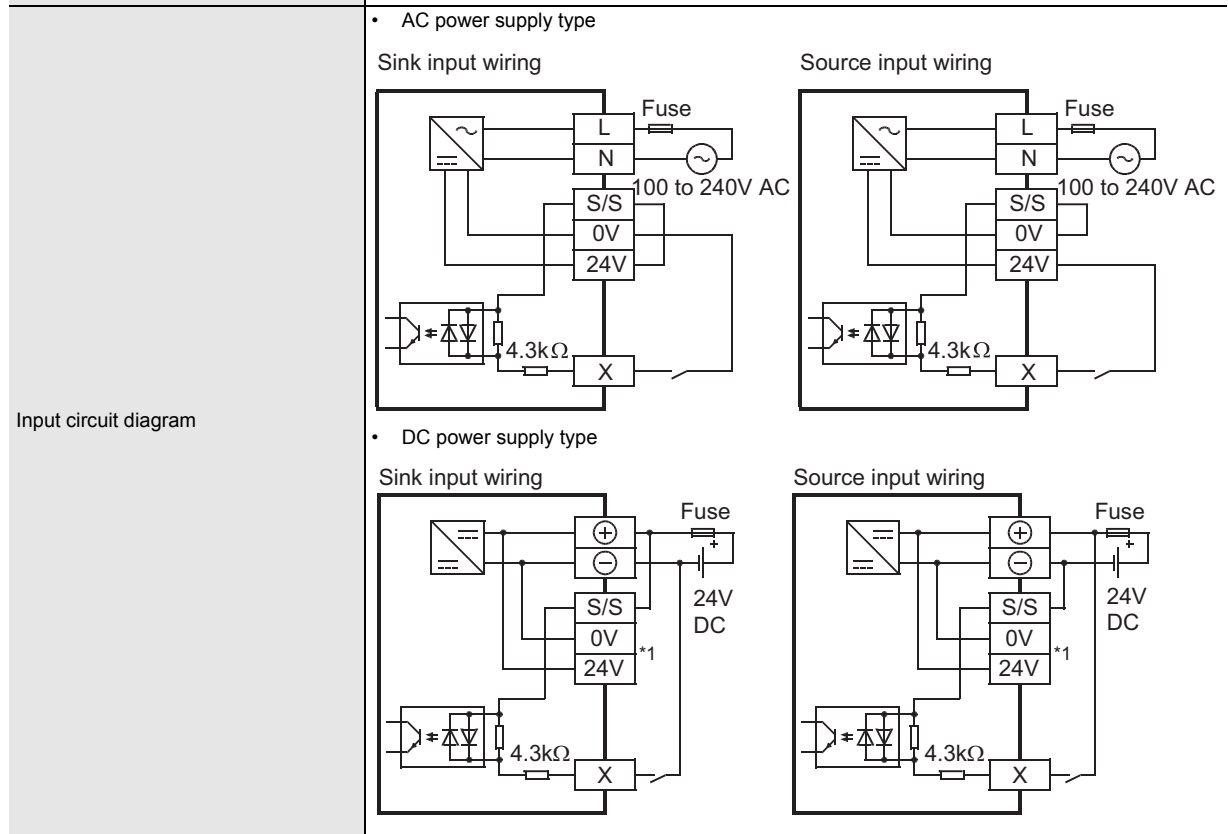 • AC power supply type
Sink input wiring
Fuse
L
N
100 to 240V AC
S/S
0V
24V
4.3kΩ
X
Source input wiring
Fuse
L
N
100 to 240V AC
S/S
0V
24V
4.3kΩ
X
Input circuit diagram
• DC power supply type
Sink input wiring
Fuse
+
24V
DC
S/S
0V
24V
*1
4.3kΩ
X
Source input wiring
Fuse
+
24V
DC
S/S
0V
24V
*1
4.3kΩ
X